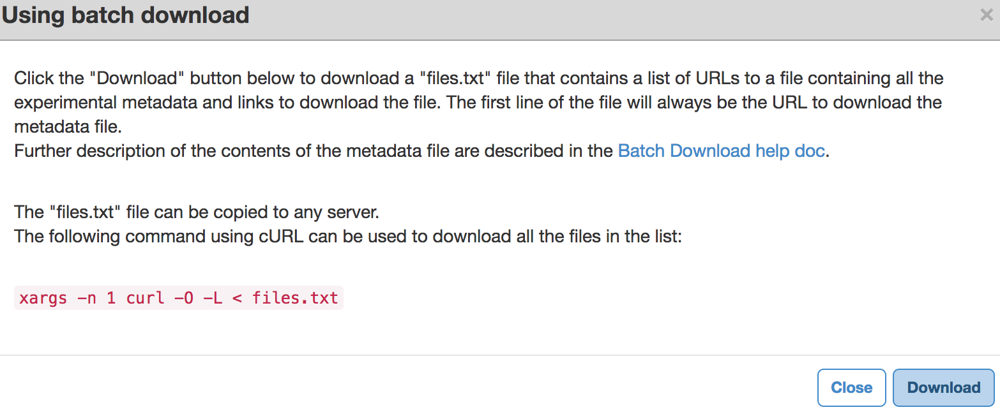 Using batch download
×
Click the "Download" button below to download a "files.txt" file that contains a list of URLs to a file containing all the
experimental metadata and links to download the file. The first line of the file will always be the URL to download the
metadata file.
Further description of the contents of the metadata file are described in the Batch Download help doc.
The "files.txt" file can be copied to any server.
The following command using cURL can be used to download all the files in the list:
xargs -n 1 curl -O -L < files.txt
Close Download